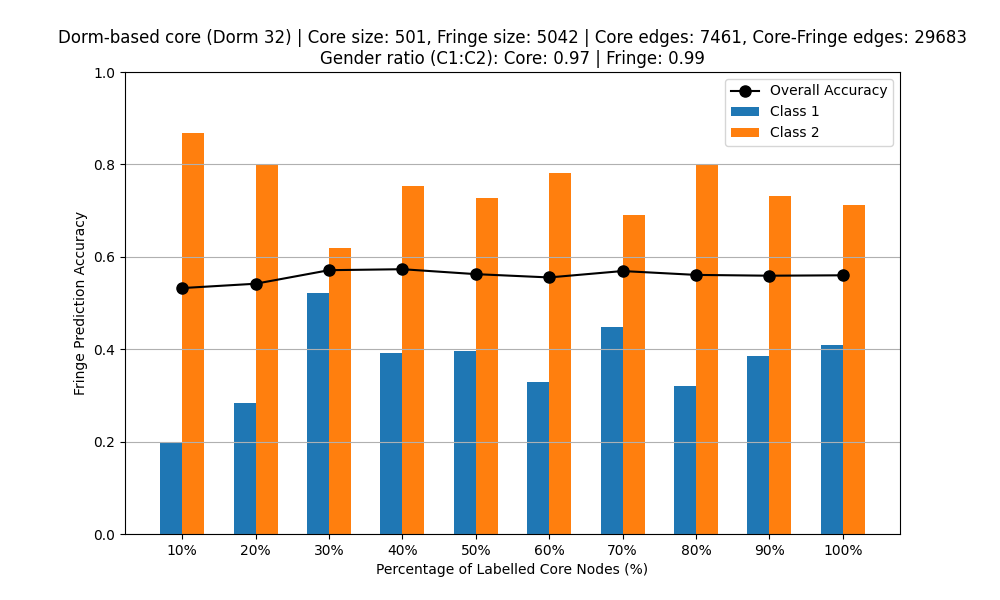 Dorm-based core (Dorm 32) | Core size: 501, Fringe size: 5042 | Core edges: 7461, Core-Fringe edges: 29683
Gender ratio (C1:C2): Core: 0.97 | Fringe: 0.99
1.0
0.8
0.6
0.4
0.2
0.0
Fringe Prediction Accuracy
Overall Accuracy
Class 1
Class 2
10% 20% 30% 40% 50% 60% 70% 80% 90% 100%
Percentage of Labelled Core Nodes (%)